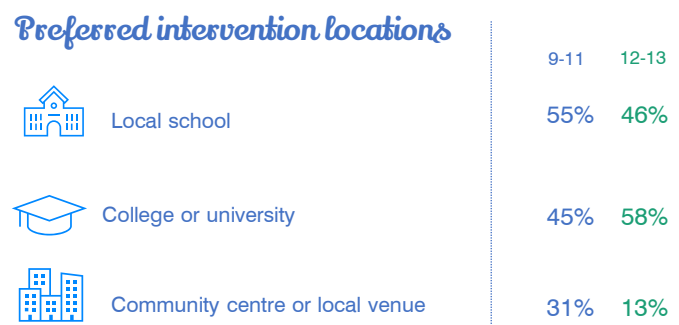 Preferred intervention locations
9-11 12-13
Local school 55% 46%
College or university 45% 58%
Community centre or local venue 31% 13%